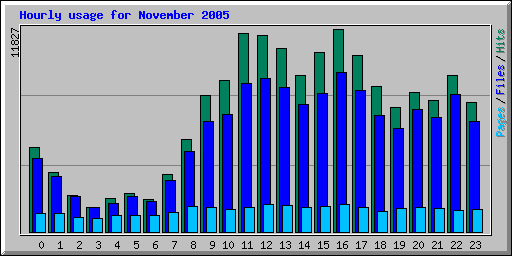 Hourly usage for November 2005
11827
Pages / Files / Hits
0 1 2 3 4 5 6 7 8 9 10 11 12 13 14 15 16 17 18 19 20 21 22 23